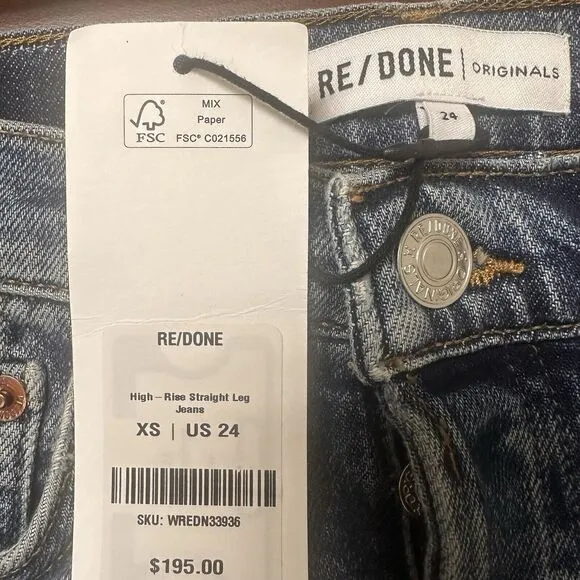 RE/DONE | ORIGINALS
24
MIX
Paper
FSC® C021556
FSC
RE/DONE ORIGINALS
RE/DONE
High – Rise Straight Leg
Jeans
XS | US 24
SKU: WREDN33936
$195.00